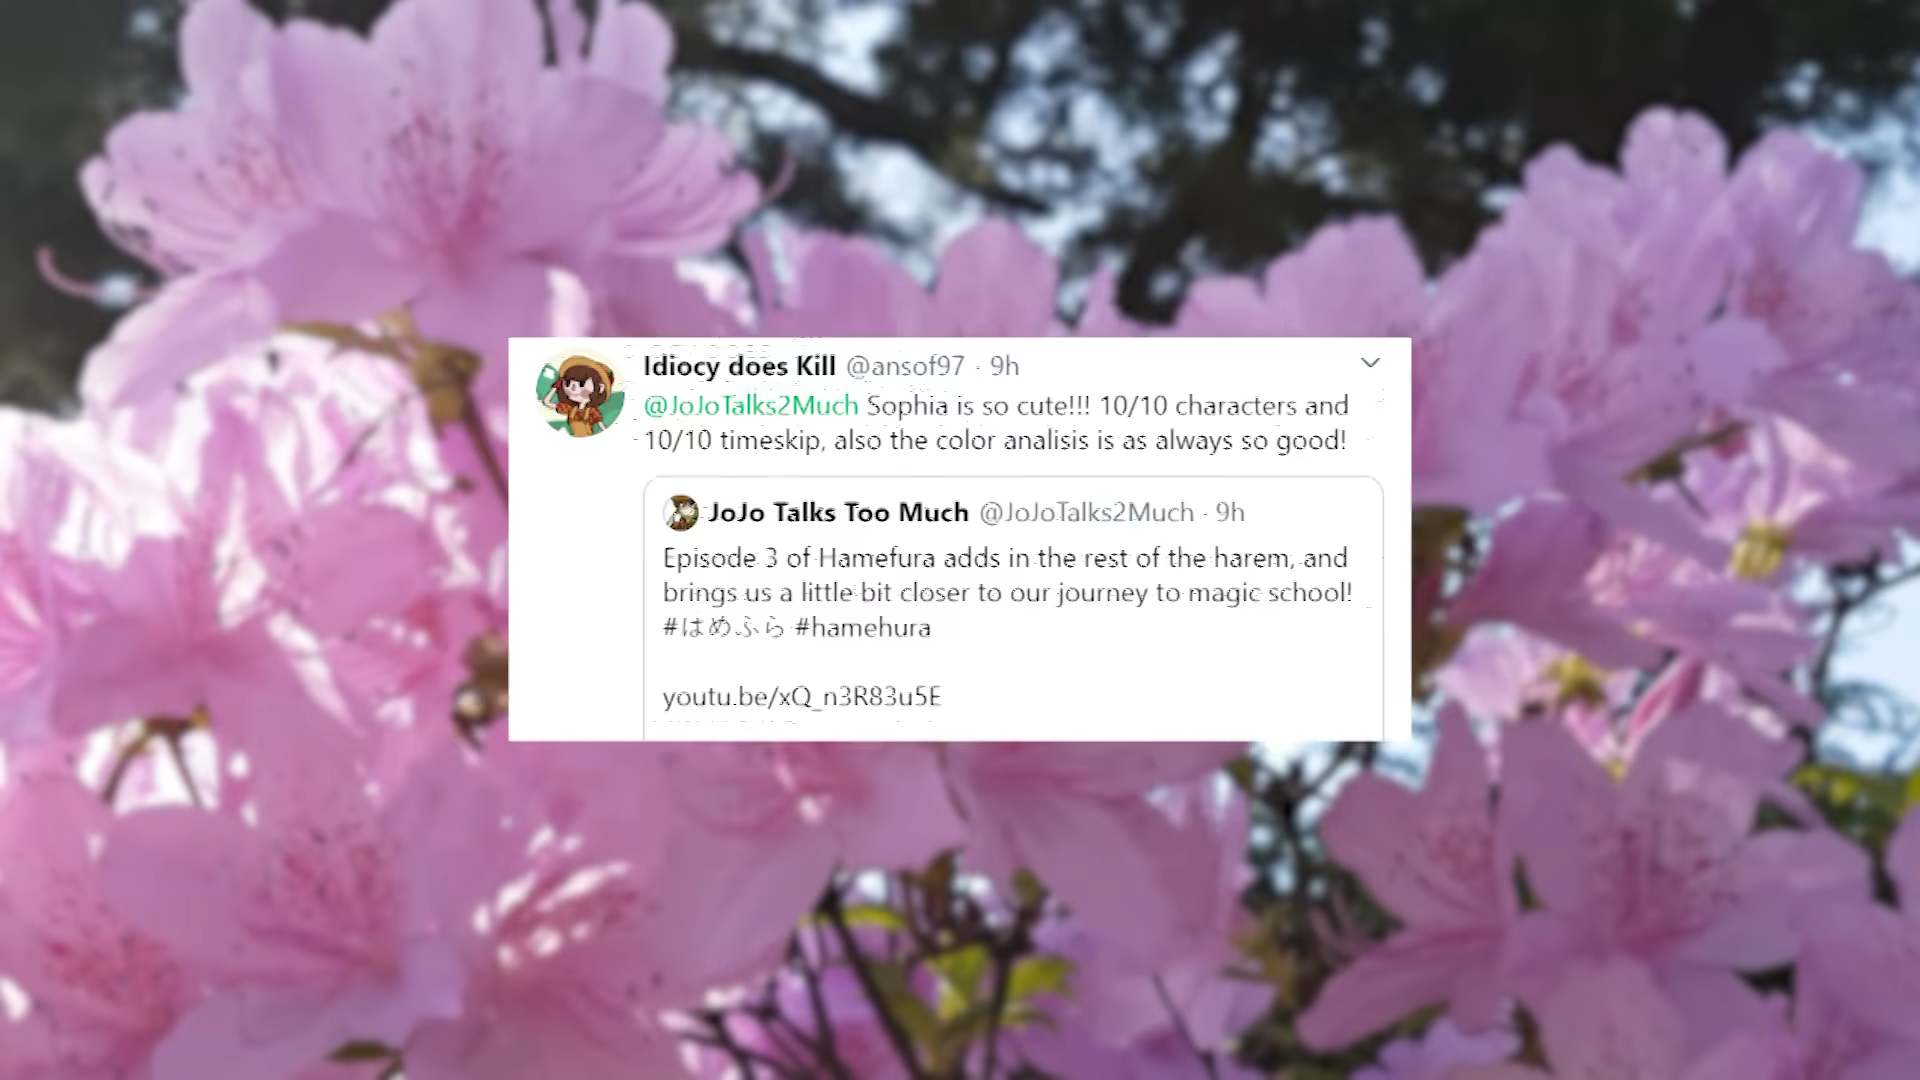 Idiocy does Kill @ansof97 · 9h
@JoJoTalks2Much Sophia is so cute!!! 10/10 characters and
10/10 timeskip, also the color analisis is as always so good!
JoJo Talks Too Much @JoJoTalks2Much · 9h
Episode 3 of Hamefura adds in the rest of the harem, and
brings us a little bit closer to our journey to magic school!
#はめふら #hamehura
youtu.be/xQ_n3R83u5E